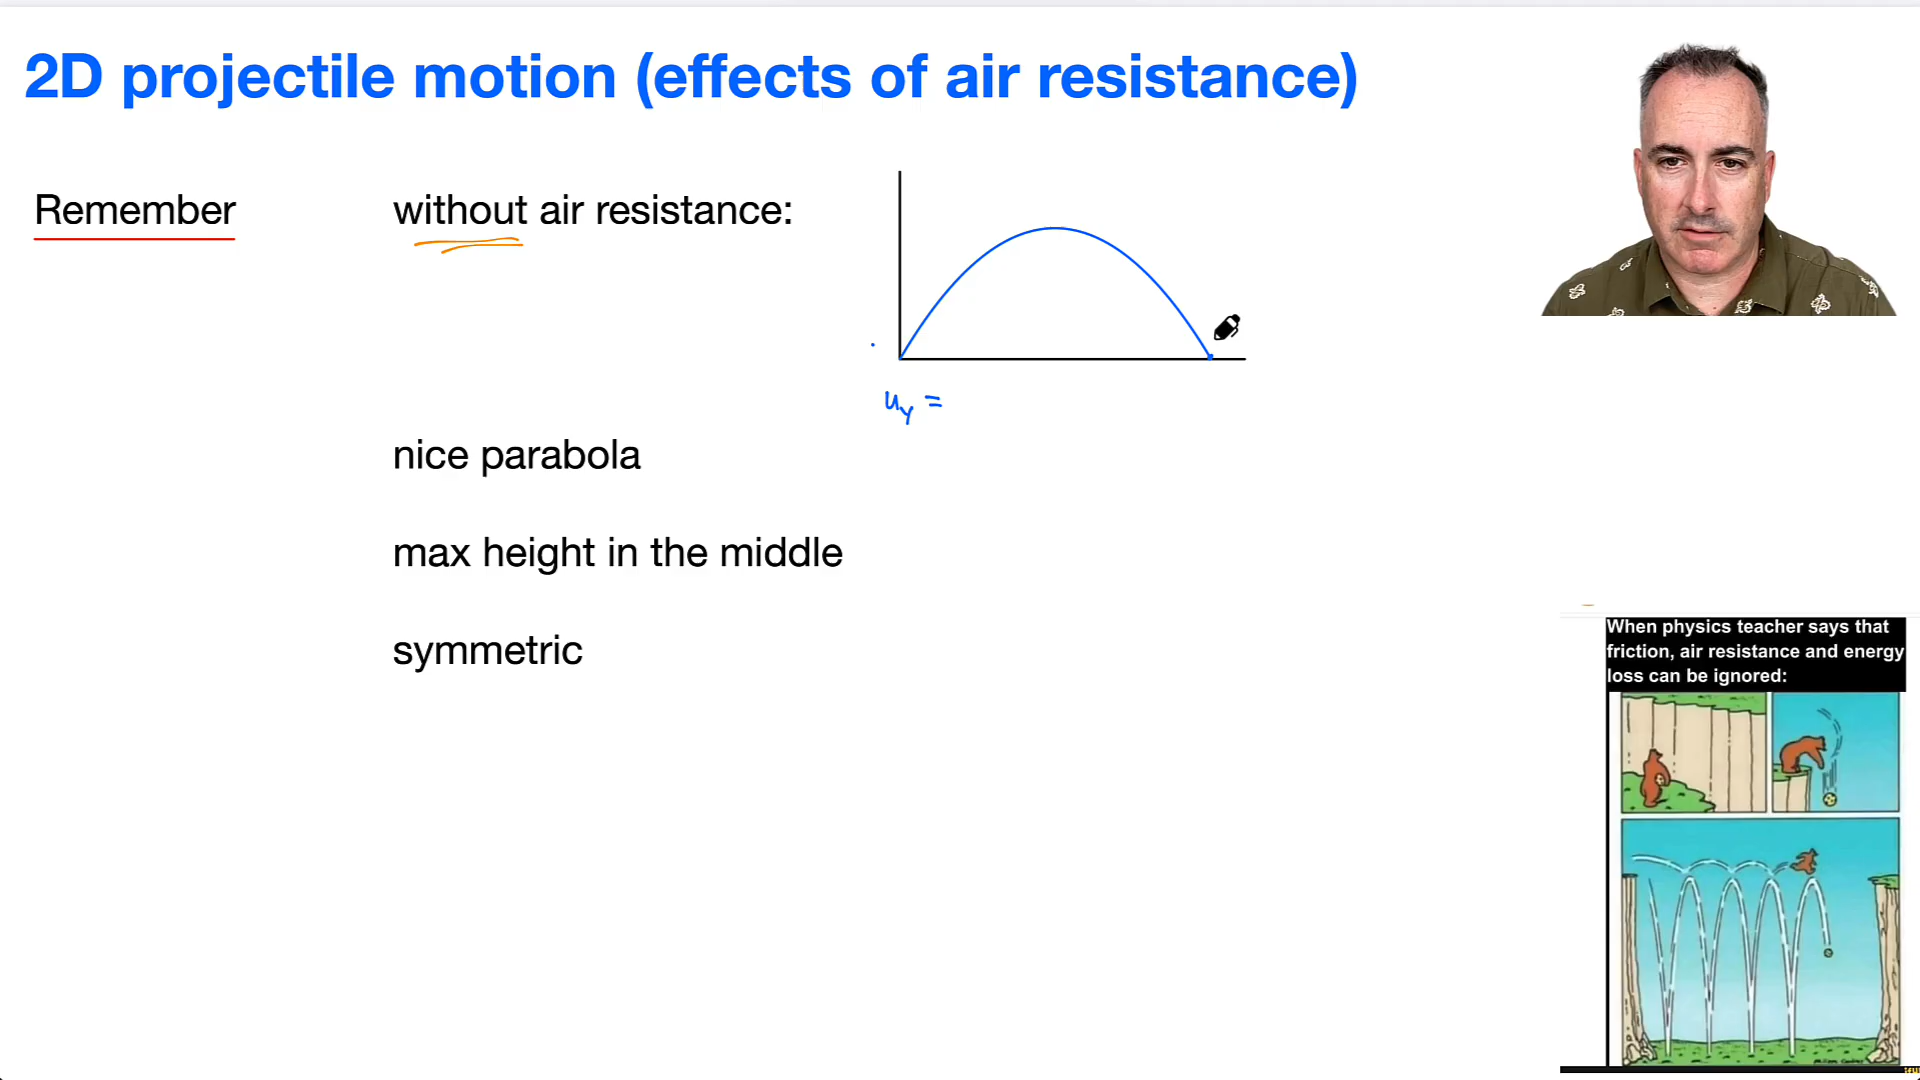 2D projectile motion (effects of air resistance)
Remember
without air resistance:
uy =
nice parabola
max height in the middle
symmetric
When physics teacher says that
friction, air resistance and energy
loss can be ignored: